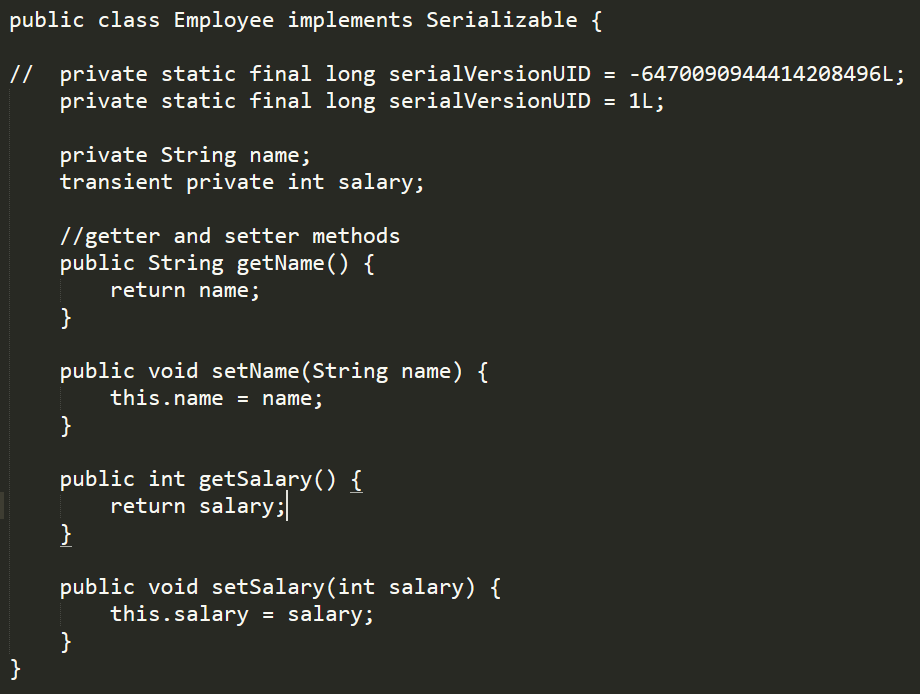 public class Employee implements Serializable {
//  private static final long serialVersionUID = -6470090944414208496L;
    private static final long serialVersionUID = 1L;
    private String name;
    transient private int salary;
    //getter and setter methods
    public String getName() {
        return name;
    }
    public void setName(String name) {
        this.name = name;
    }
    public int getSalary() {
        return salary;
    }
    public void setSalary(int salary) {
        this.salary = salary;
    }
}